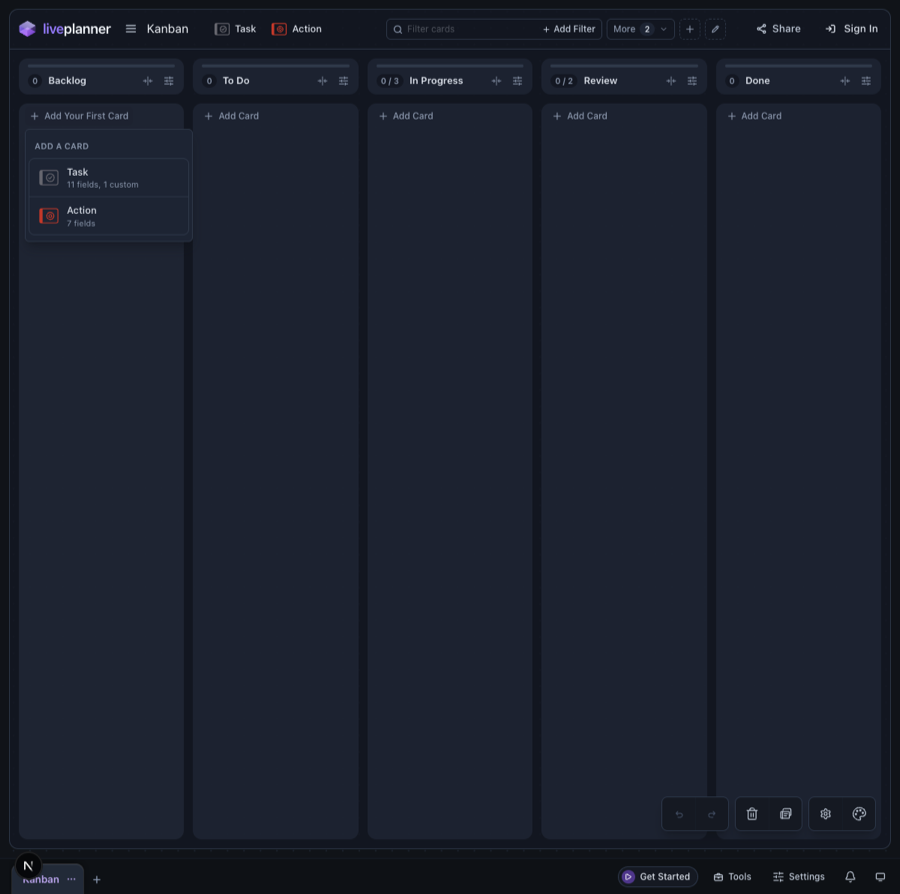 liveplanner
Kanban
Task
Action
Filter cards
+ Add Filter
More 2
Share
Sign In
0 Backlog
0 To Do
0 / 3 In Progress
0 / 2 Review
0 Done
+ Add Your First Card
+ Add Card
+ Add Card
+ Add Card
+ Add Card
ADD A CARD
Task
11 fields, 1 custom
Action
7 fields
N
Kanban ...
+
Get Started
Tools
Settings